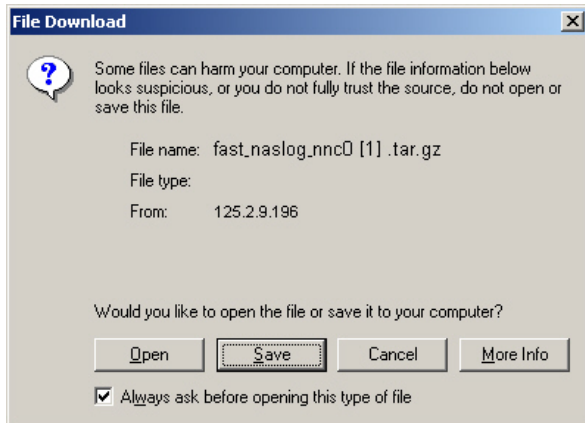 File Download
Some files can harm your computer. If the file information below
looks suspicious, or you do not fully trust the source, do not open or
save this file.
File name: fast_naslog_nnc0 [1] .tar.gz
File type:
From: 125.2.9.196
Would you like to open the file or save it to your computer?
Open Save Cancel More Info
Always ask before opening this type of file